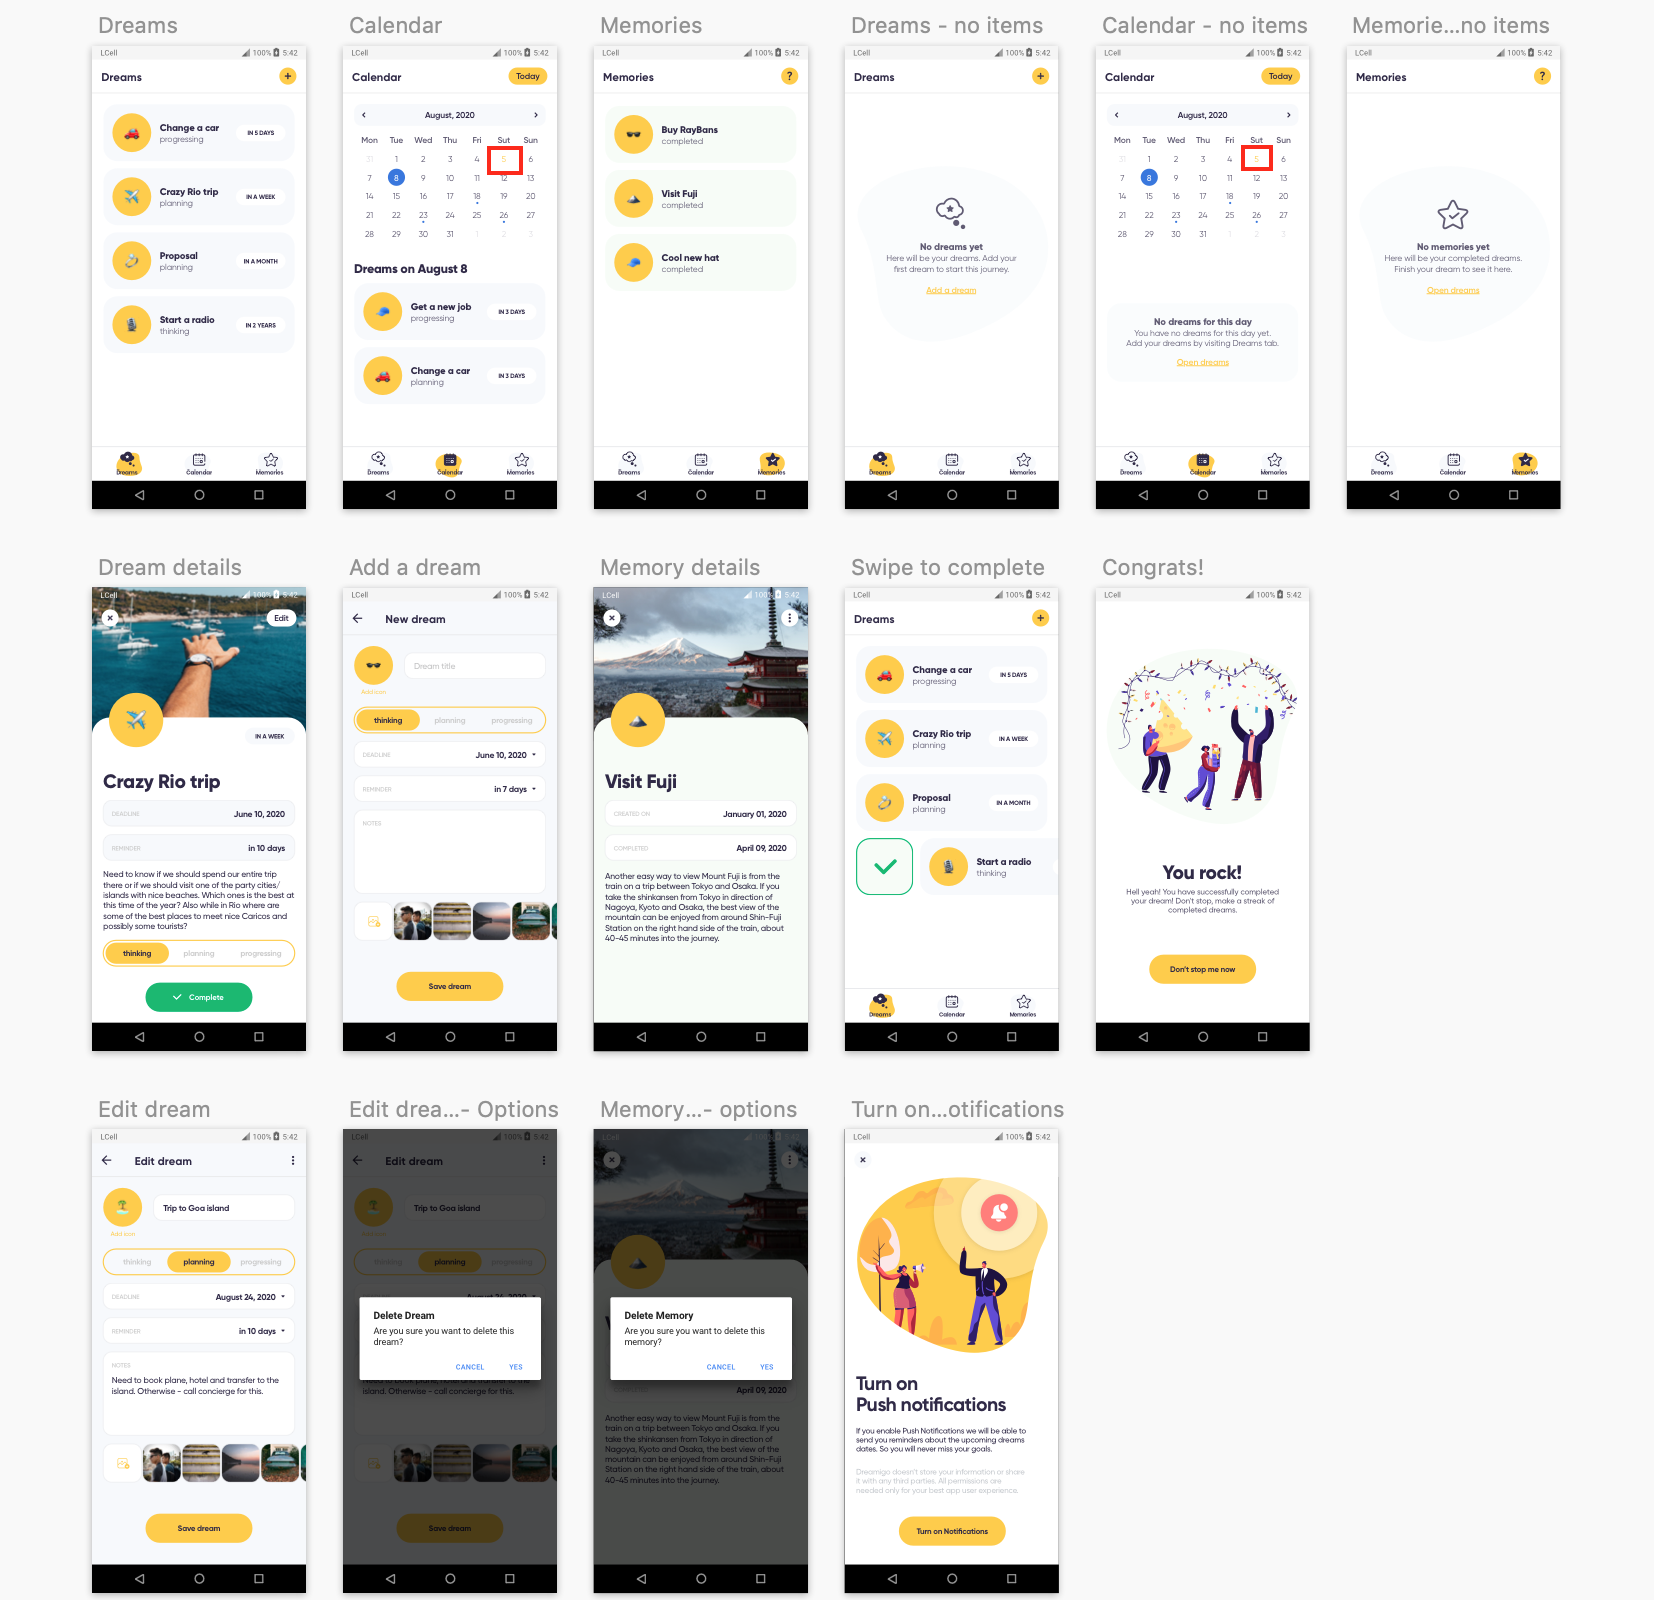 Dreams
LCell 100% 5:42
Dreams +
Change a car
progressing
IN 5 DAYS
Crazy Rio trip
planning
IN A WEEK
Proposal
planning
IN A MONTH
Start a radio
thinking
IN 2 YEARS
Dreams Calendar Memories
Calendar
LCell 100% 5:42
Calendar Today
August, 2020
Mon Tue Wed Thu Fri Sut Sun
31 1 2 3 4 5 6
7 8 9 10 11 12 13
14 15 16 17 18 19 20
21 22 23 24 25 26 27
28 29 30 31 1 2 3
Dreams on August 8
Get a new job
progressing
IN 3 DAYS
Change a car
planning
IN 3 DAYS
Dreams Calendar Memories
Memories
LCell 100% 5:42
Memories ?
Buy RayBans
completed
Visit Fuji
completed
Cool new hat
completed
Dreams Calendar Memories
Dreams - no items
LCell 100% 5:42
Dreams +
No dreams yet
Here will be your dreams. Add your
first dream to start this journey.
Add a dream
Dreams Calendar Memories
Calendar - no items
LCell 100% 5:42
Calendar Today
August, 2020
Mon Tue Wed Thu Fri Sut Sun
31 1 2 3 4 5 6
7 8 9 10 11 12 13
14 15 16 17 18 19 20
21 22 23 24 25 26 27
28 29 30 31 1 2 3
No dreams for this day
You have no dreams for this day yet.
Add your dreams by visiting Dreams tab.
Open dreams
Dreams Calendar Memories
Memorie...no items
LCell 100% 5:42
Memories ?
No memories yet
Here will be your completed dreams.
Finish your dream to see it here.
Open dreams
Dreams Calendar Memories
Dream details
LCell 100% 5:42
Edit
IN A WEEK
Crazy Rio trip
DEADLINE June 10, 2020
REMINDER in 10 days
Need to know if we should spend our entire trip
there or if we should visit one of the party cities/
islands with nice beaches. Which ones is the best at
this time of the year? Also while in Rio where are
some of the best places to meet nice Caricos and
possibly some tourists?
thinking planning progressing
Complete
Add a dream
LCell 100% 5:42
New dream
Dream title
Add icon
thinking planning progressing
DEADLINE June 10, 2020
REMINDER in 7 days
NOTES
Save dream
Memory details
LCell 100% 5:42
Visit Fuji
CREATED ON January 01, 2020
COMPLETED April 09, 2020
Another easy way to view Mount Fuji is from the
train on a trip between Tokyo and Osaka. If you
take the shinkansen from Tokyo in direction of
Nagoya, Kyoto and Osaka, the best view of the
mountain can be enjoyed from around Shin-Fuji
Station on the right hand side of the train, about
40-45 minutes into the journey.
Swipe to complete
LCell 100% 5:42
Dreams +
Change a car
progressing
IN 5 DAYS
Crazy Rio trip
planning
IN A WEEK
Proposal
planning
IN A MONTH
Start a radio
thinking
Dreams Calendar Memories
Congrats!
LCell 100% 5:42
You rock!
Hell yeah! You have successfully completed
your dream! Don't stop, make a streak of
completed dreams.
Don't stop me now
Edit dream
LCell 100% 5:42
Edit dream
Trip to Goa island
Add icon
thinking planning progressing
DEADLINE August 24, 2020
REMINDER in 10 days
NOTES
Need to book plane, hotel and transfer to the
island. Otherwise - call concierge for this.
Save dream
Edit drea...- Options
LCell 100% 5:42
Edit dream
Trip to Goa island
Add icon
thinking planning progressing
August 24, 2020
Delete Dream
Are you sure you want to delete this
dream?
CANCEL YES
Need to book plane, hotel and transfer to the
island. Otherwise - call concierge for this.
Save dream
Memory...- options
LCell 100% 5:42
Delete Memory
Are you sure you want to delete this
memory?
CANCEL YES
COMPLETED April 09, 2020
Another easy way to view Mount Fuji is from the
train on a trip between Tokyo and Osaka. If you
take the shinkansen from Tokyo in direction of
Nagoya, Kyoto and Osaka, the best view of the
mountain can be enjoyed from around Shin-Fuji
Station on the right hand side of the train, about
40-45 minutes into the journey.
Turn on...otifications
LCell 100% 5:42
Turn on
Push notifications
If you enable Push Notifications we will be able to
send you reminders about the upcoming dreams
dates. So you will never miss your goals.
Dreamigo doesn't store your information or share
it with any third parties. All permissions are
needed only for your best app user experience.
Turn on Notifications